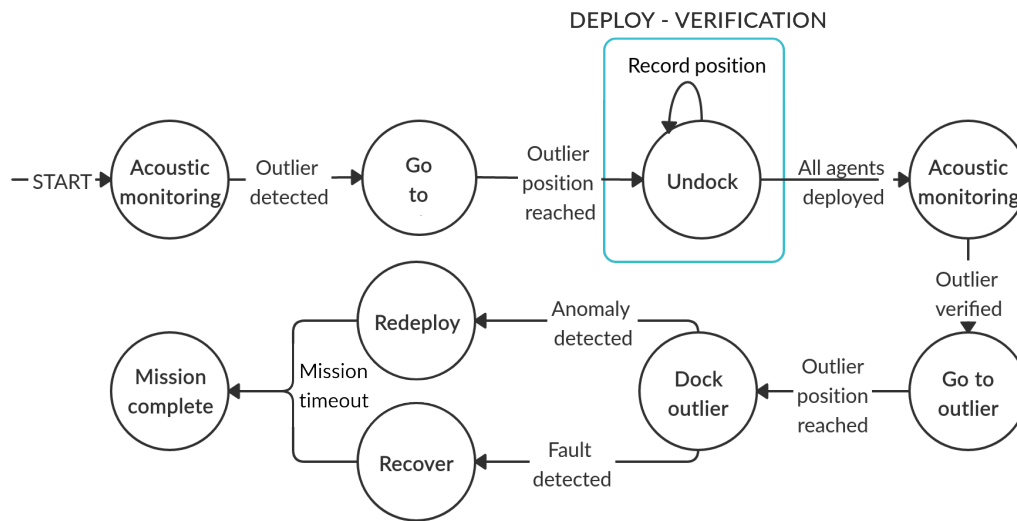 DEPLOY - VERIFICATION
Record position
START
Acoustic
monitoring
Outlier
detected
Go
to
Outlier
position
reached
Undock
All agents
deployed
Acoustic
monitoring
Outlier
verified
Go to
outlier
Outlier
position
reached
Dock
outlier
Anomaly
detected
Redeploy
Fault
detected
Recover
Mission
timeout
Mission
complete